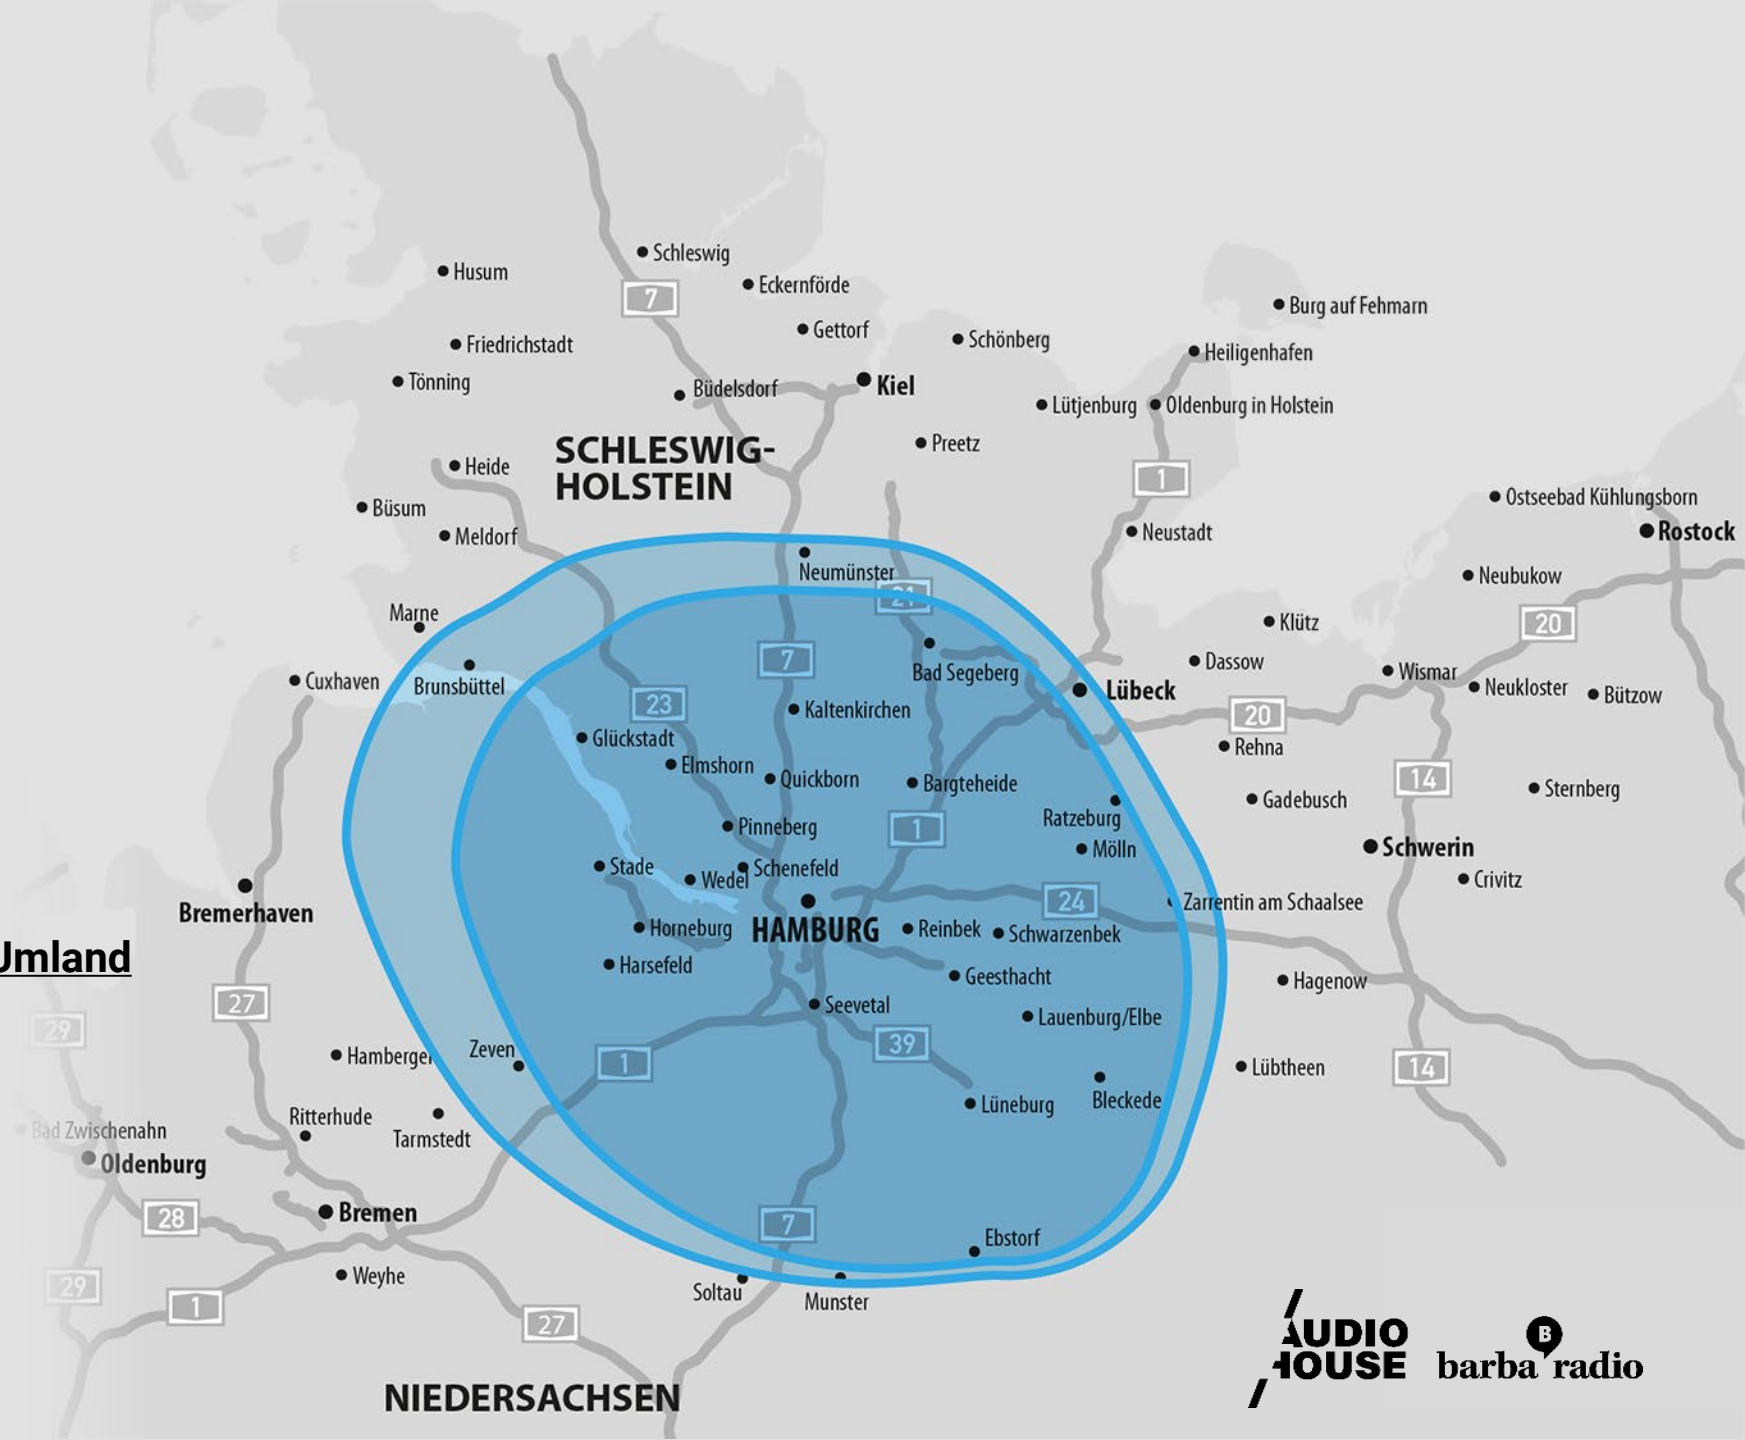 Schleswig
Husum
Eckernförde
7
Burg auf Fehmarn
Gettorf
Schönberg
Friedrichstadt
Heiligenhafen
Tönning
Büdelsdorf
Kiel
Lütjenburg
Oldenburg in Holstein
Preetz
SCHLESWIG-
HOLSTEIN
Heide
1
Ostseebad Kühlungsborn
Büsum
Rostock
Meldorf
Neustadt
Neumünster
Neubukow
21
Marne
Klütz
20
7
Dassow
Bad Segeberg
Wismar
Cuxhaven
Brunsbüttel
Lübeck
Neukloster
Bützow
23
Kaltenkirchen
20
Glückstadt
Rehna
Elmshorn
Quickborn
Bargteheide
14
Sternberg
Gadebusch
Ratzeburg
Pinneberg
1
Mölln
Schwerin
Stade
Schenefeld
Wedel
Crivitz
24
Zarrentin am Schaalsee
Bremerhaven
HAMBURG
Horneburg
Reinbek
Schwarzenbek
Umland
Harsefeld
Geesthacht
Hagenow
27
Seevetal
Lauenburg/Elbe
29
39
Zeven
Hamberger
1
Lübtheen
14
Bleckede
Lüneburg
Ritterhude
Bad Zwischenahn
Tarmstedt
Oldenburg
Bremen
28
7
Ebstorf
Weyhe
29
Soltau
Munster
1
27
AUDIO
HOUSE
B
barba radio
NIEDERSACHSEN